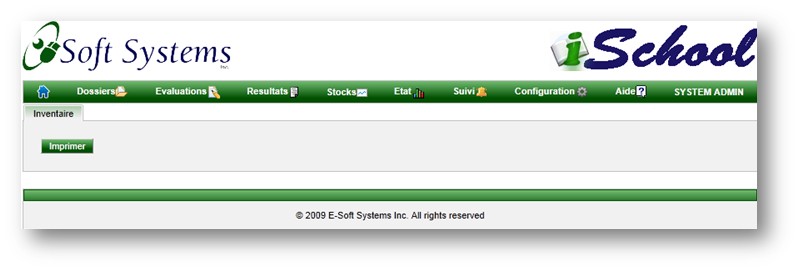 eSoft Systems Inc.
iSchool
Dossiers Evaluations Resultats Stocks Etat Suivi Configuration Aide SYSTEM ADMIN
Inventaire
Imprimer
© 2009 E-Soft Systems Inc. All rights reserved